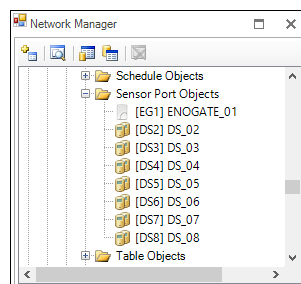 Network Manager
Schedule Objects
Sensor Port Objects
[EG1] ENOGATE_01
[DS2] DS_02
[DS3] DS_03
[DS4] DS_04
[DS5] DS_05
[DS6] DS_06
[DS7] DS_07
[DS8] DS_08
Table Objects